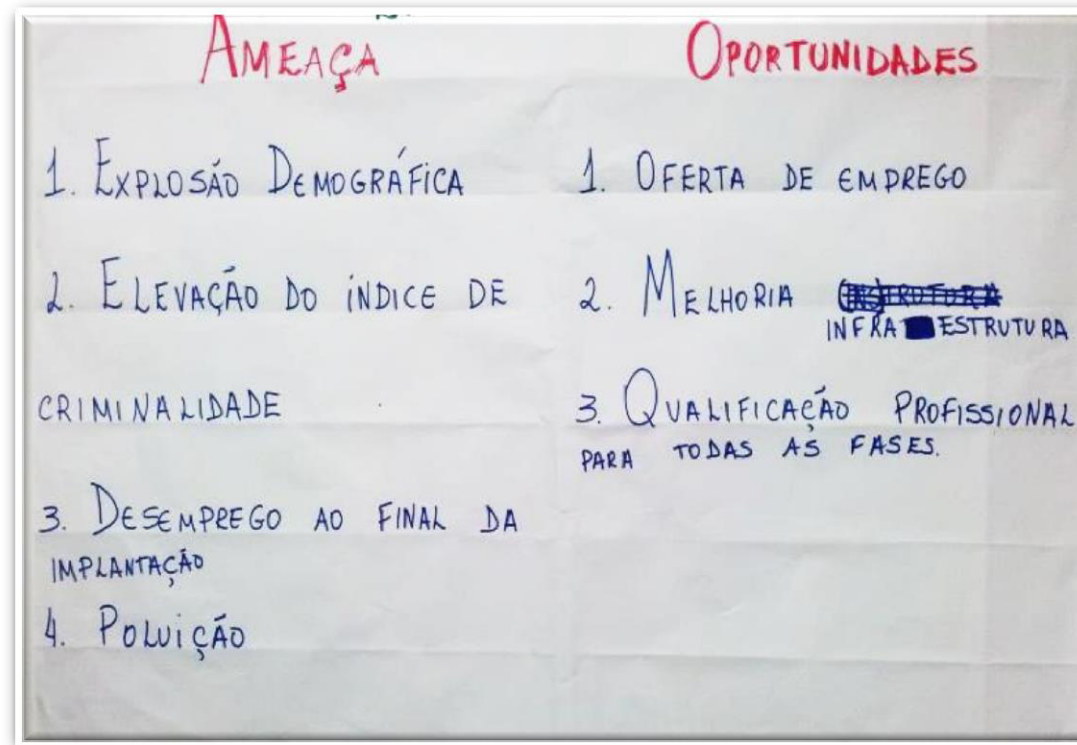 AMEAÇA
1. EXPLOSÃO DEMOGRÁFICA
2. ELEVAÇÃO DO ÍNDICE DE
CRIMINALIDADE
3. DESEMPREGO AO FINAL DA
IMPLANTAÇÃO
4. POLUIÇÃO
OPORTUNIDADES
1. OFERTA DE EMPREGO
2. MELHORIA
INFRA ESTRUTURA
3. QUALIFICAÇÃO PROFISSIONAL
PARA TODAS AS FASES.